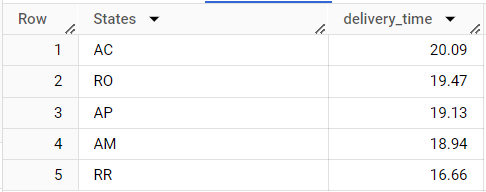 Row States delivery_time
1 AC 20.09
2 RO 19.47
3 AP 19.13
4 AM 18.94
5 RR 16.66